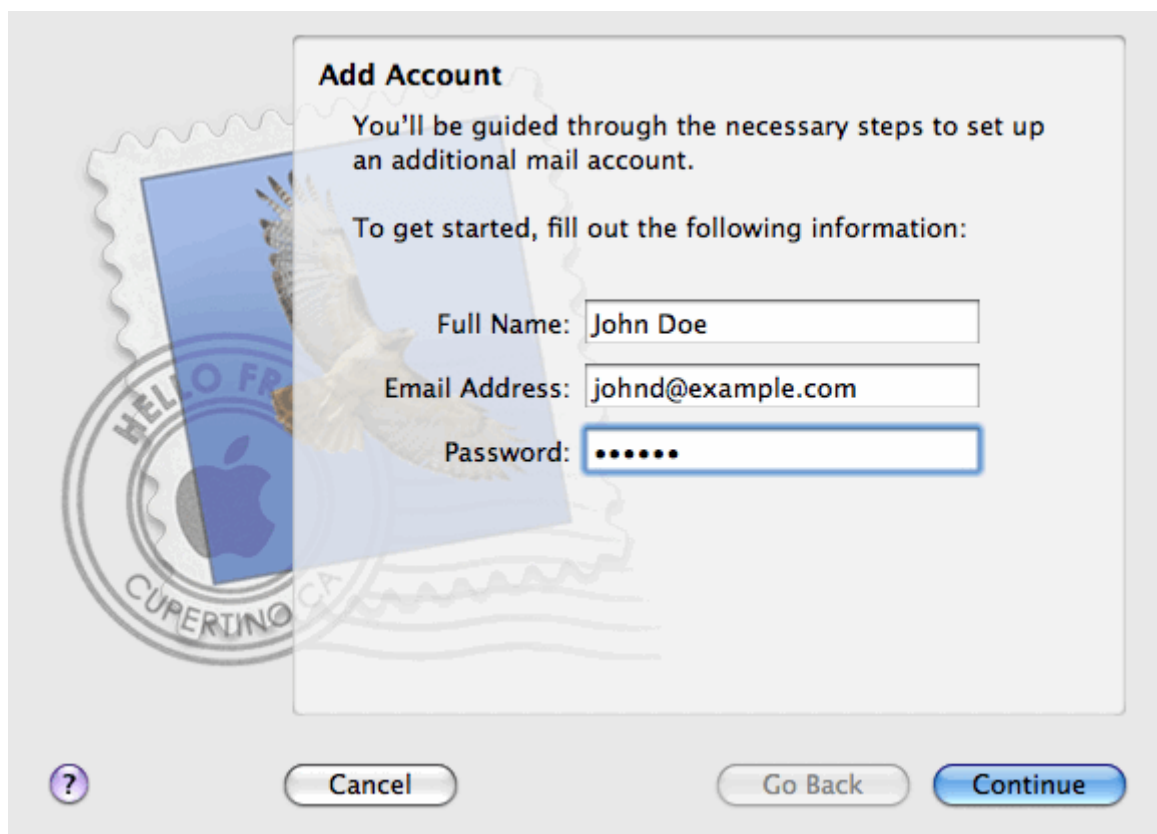 Add Account
You'll be guided through the necessary steps to set up
an additional mail account.
To get started, fill out the following information:
Full Name: John Doe
Email Address: johnd@example.com
Password: ••••••
HELLO FR
CUPERTINO CA
? Cancel Go Back Continue